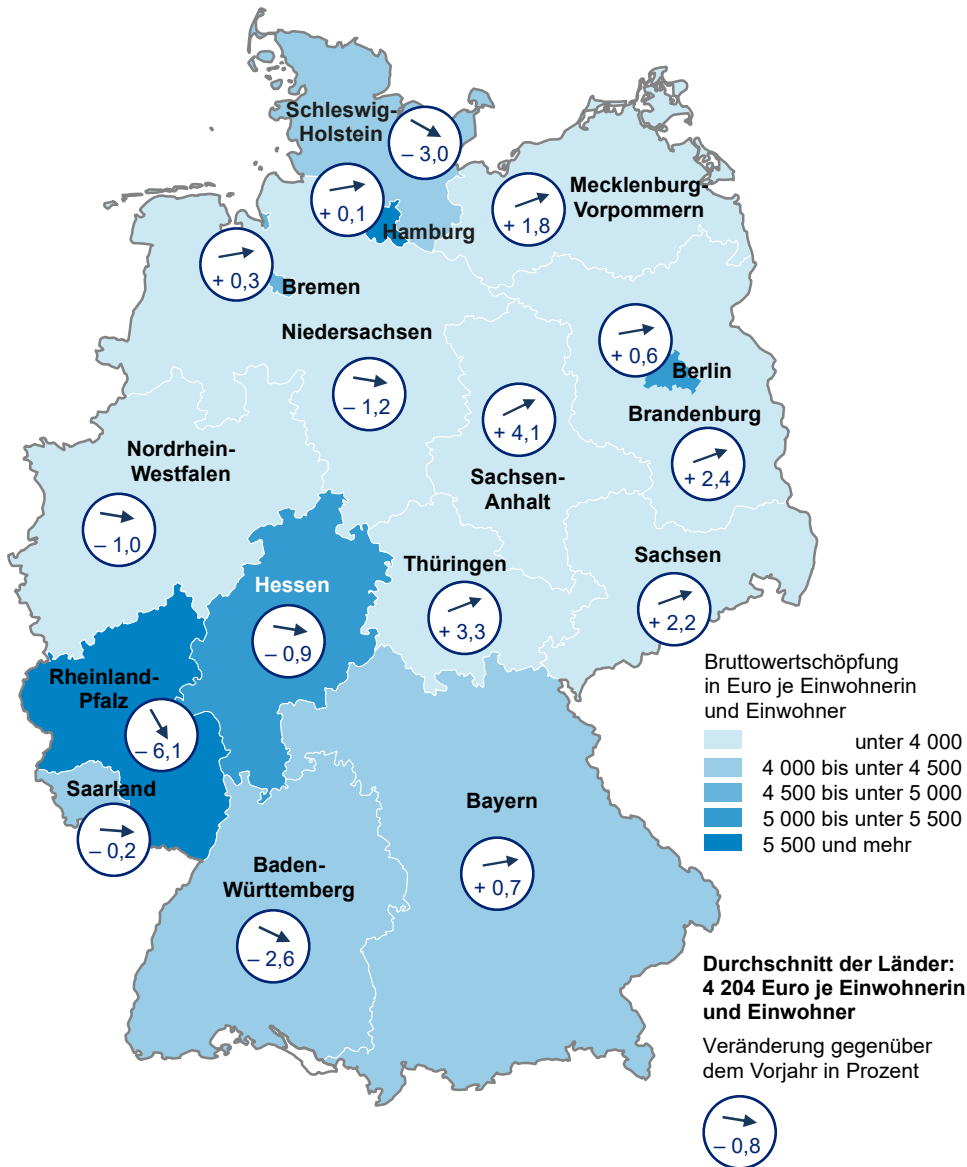 Schleswig-
Holstein
– 3,0
+ 0,1
Hamburg
Mecklenburg-
Vorpommern
+ 1,8
+ 0,3
Bremen
Niedersachsen
– 1,2
+ 0,6
Berlin
Brandenburg
+ 2,4
+ 4,1
Sachsen-
Anhalt
Nordrhein-
Westfalen
– 1,0
Hessen
– 0,9
Thüringen
+ 3,3
Sachsen
+ 2,2
Rheinland-
Pfalz
– 6,1
Saarland
– 0,2
Baden-
Württemberg
– 2,6
Bayern
+ 0,7
Bruttowertschöpfung
in Euro je Einwohnerin
und Einwohner
unter 4 000
4 000 bis unter 4 500
4 500 bis unter 5 000
5 000 bis unter 5 500
5 500 und mehr
Durchschnitt der Länder:
4 204 Euro je Einwohnerin
und Einwohner
Veränderung gegenüber
dem Vorjahr in Prozent
– 0,8